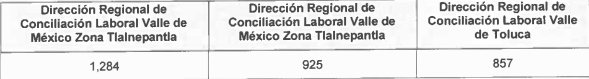 Dirección Regional de
Conciliación Laboral Valle de
México Zona Tlalnepantla
Dirección Regional de
Conciliación Laboral Valle de
México Zona Tlalnepantla
Dirección Regional de
Conciliación Laboral Valle
de Toluca
1,284
925
857